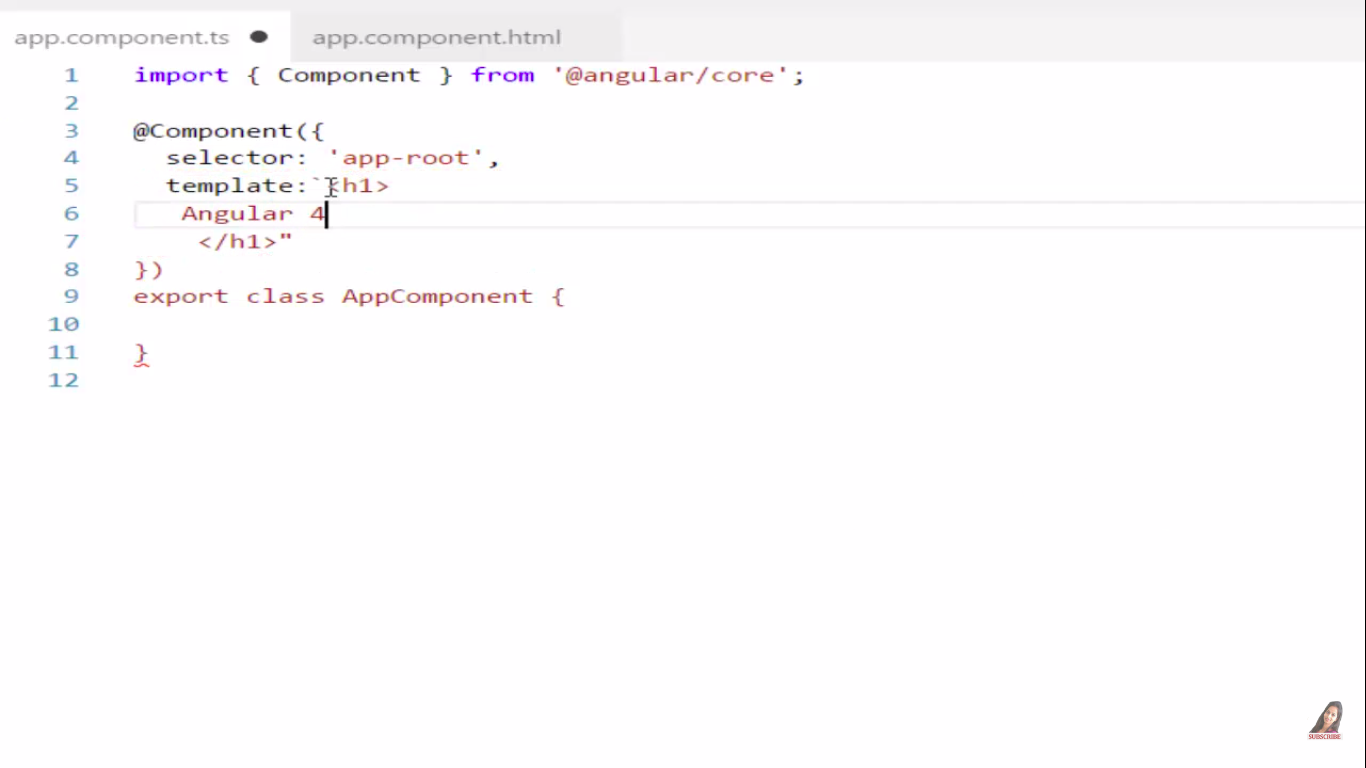 app.component.ts ● app.component.html
1 import { Component } from '@angular/core';
2
3 @Component({
4   selector: 'app-root',
5   template:`<h1>
6    Angular 4
7     </h1>"
8 })
9 export class AppComponent {
10
11 }
12
SUBSCRIBE